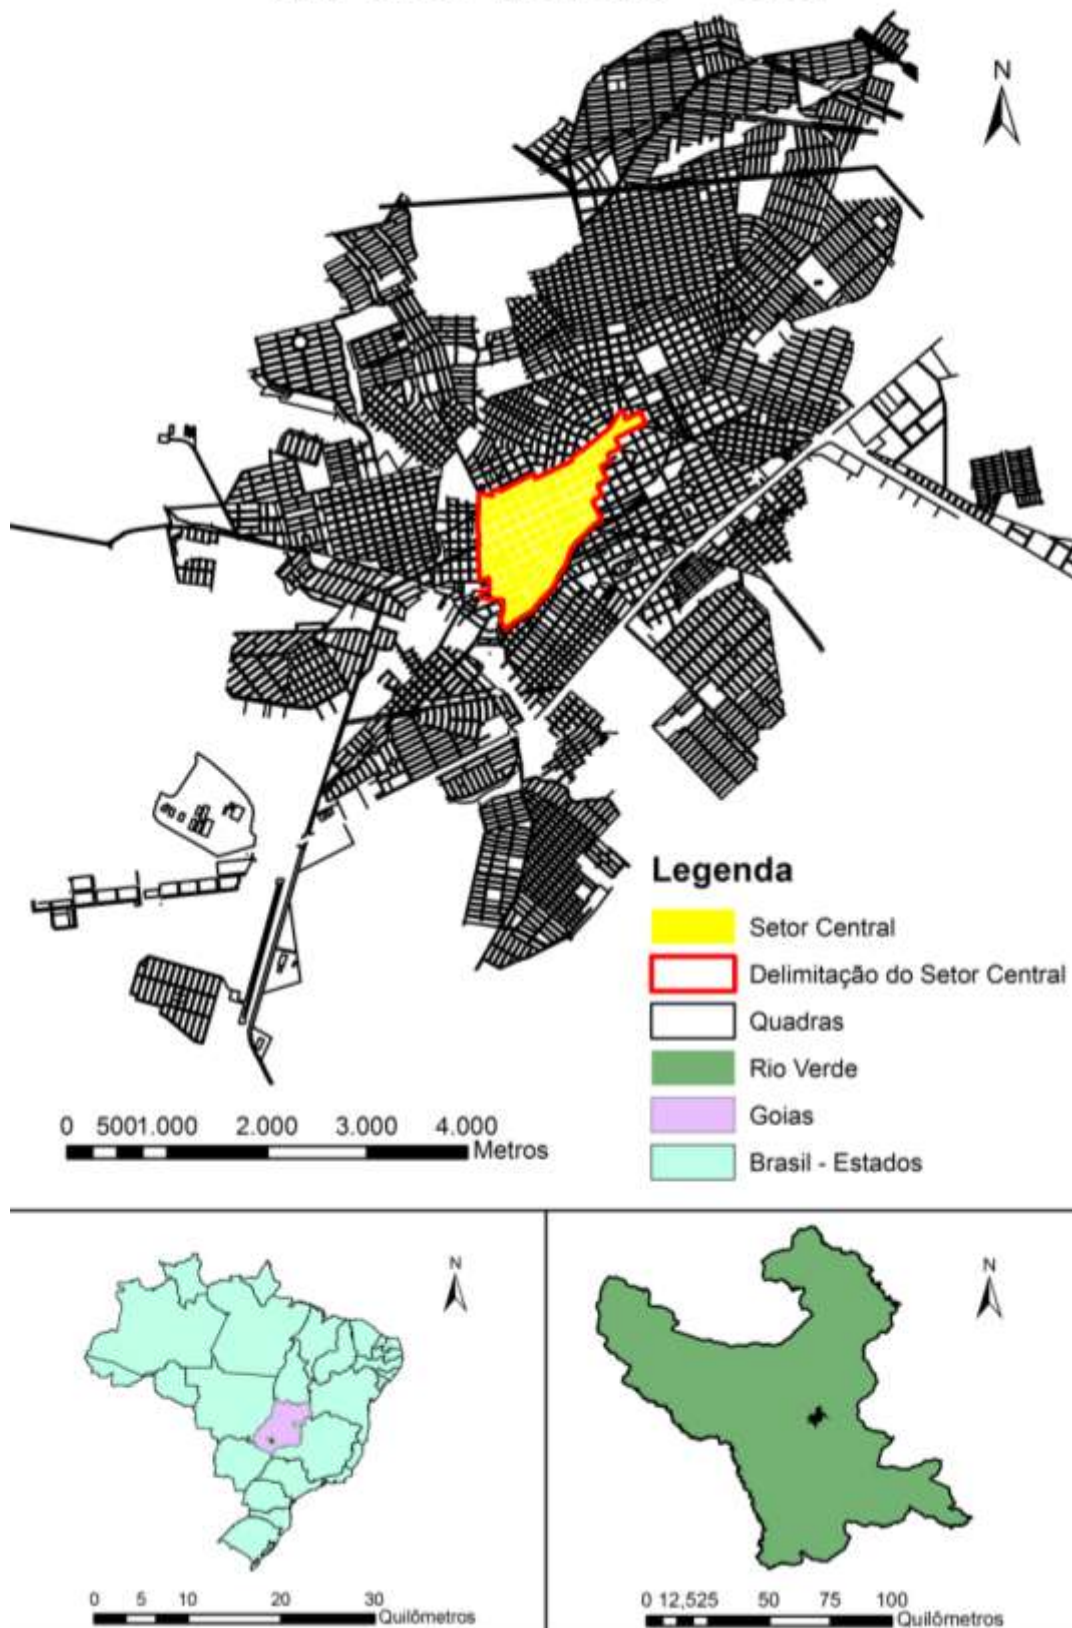 N
Legenda
Setor Central
Delimitação do Setor Central
Quadras
Rio Verde
Goias
Brasil - Estados
0 5001.000 2.000 3.000 4.000
Metros
N
N
0 5 10 20 30
Quilômetros
0 12,525 50 75 100
Quilômetros